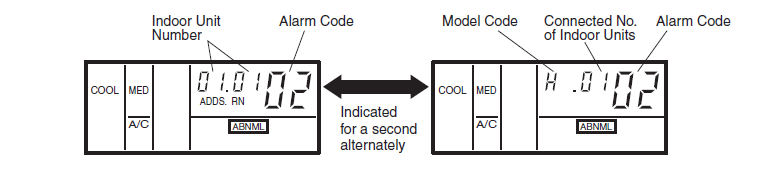 Indoor Unit
Number
Alarm Code
Model Code
Connected No.
of Indoor Units
Alarm Code
COOL
MED
01.01 02
ADDS. RN
A/C
ABNML
Indicated
for a second
alternately
COOL
MED
H .01 02
A/C
ABNML